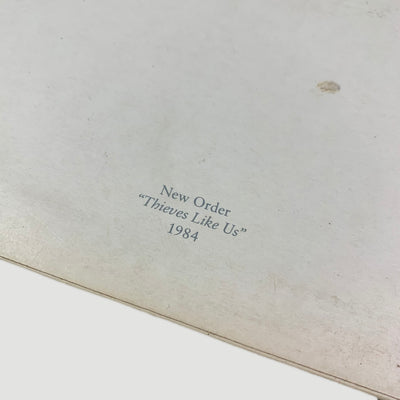 New Order
“Thieves Like Us”
1984